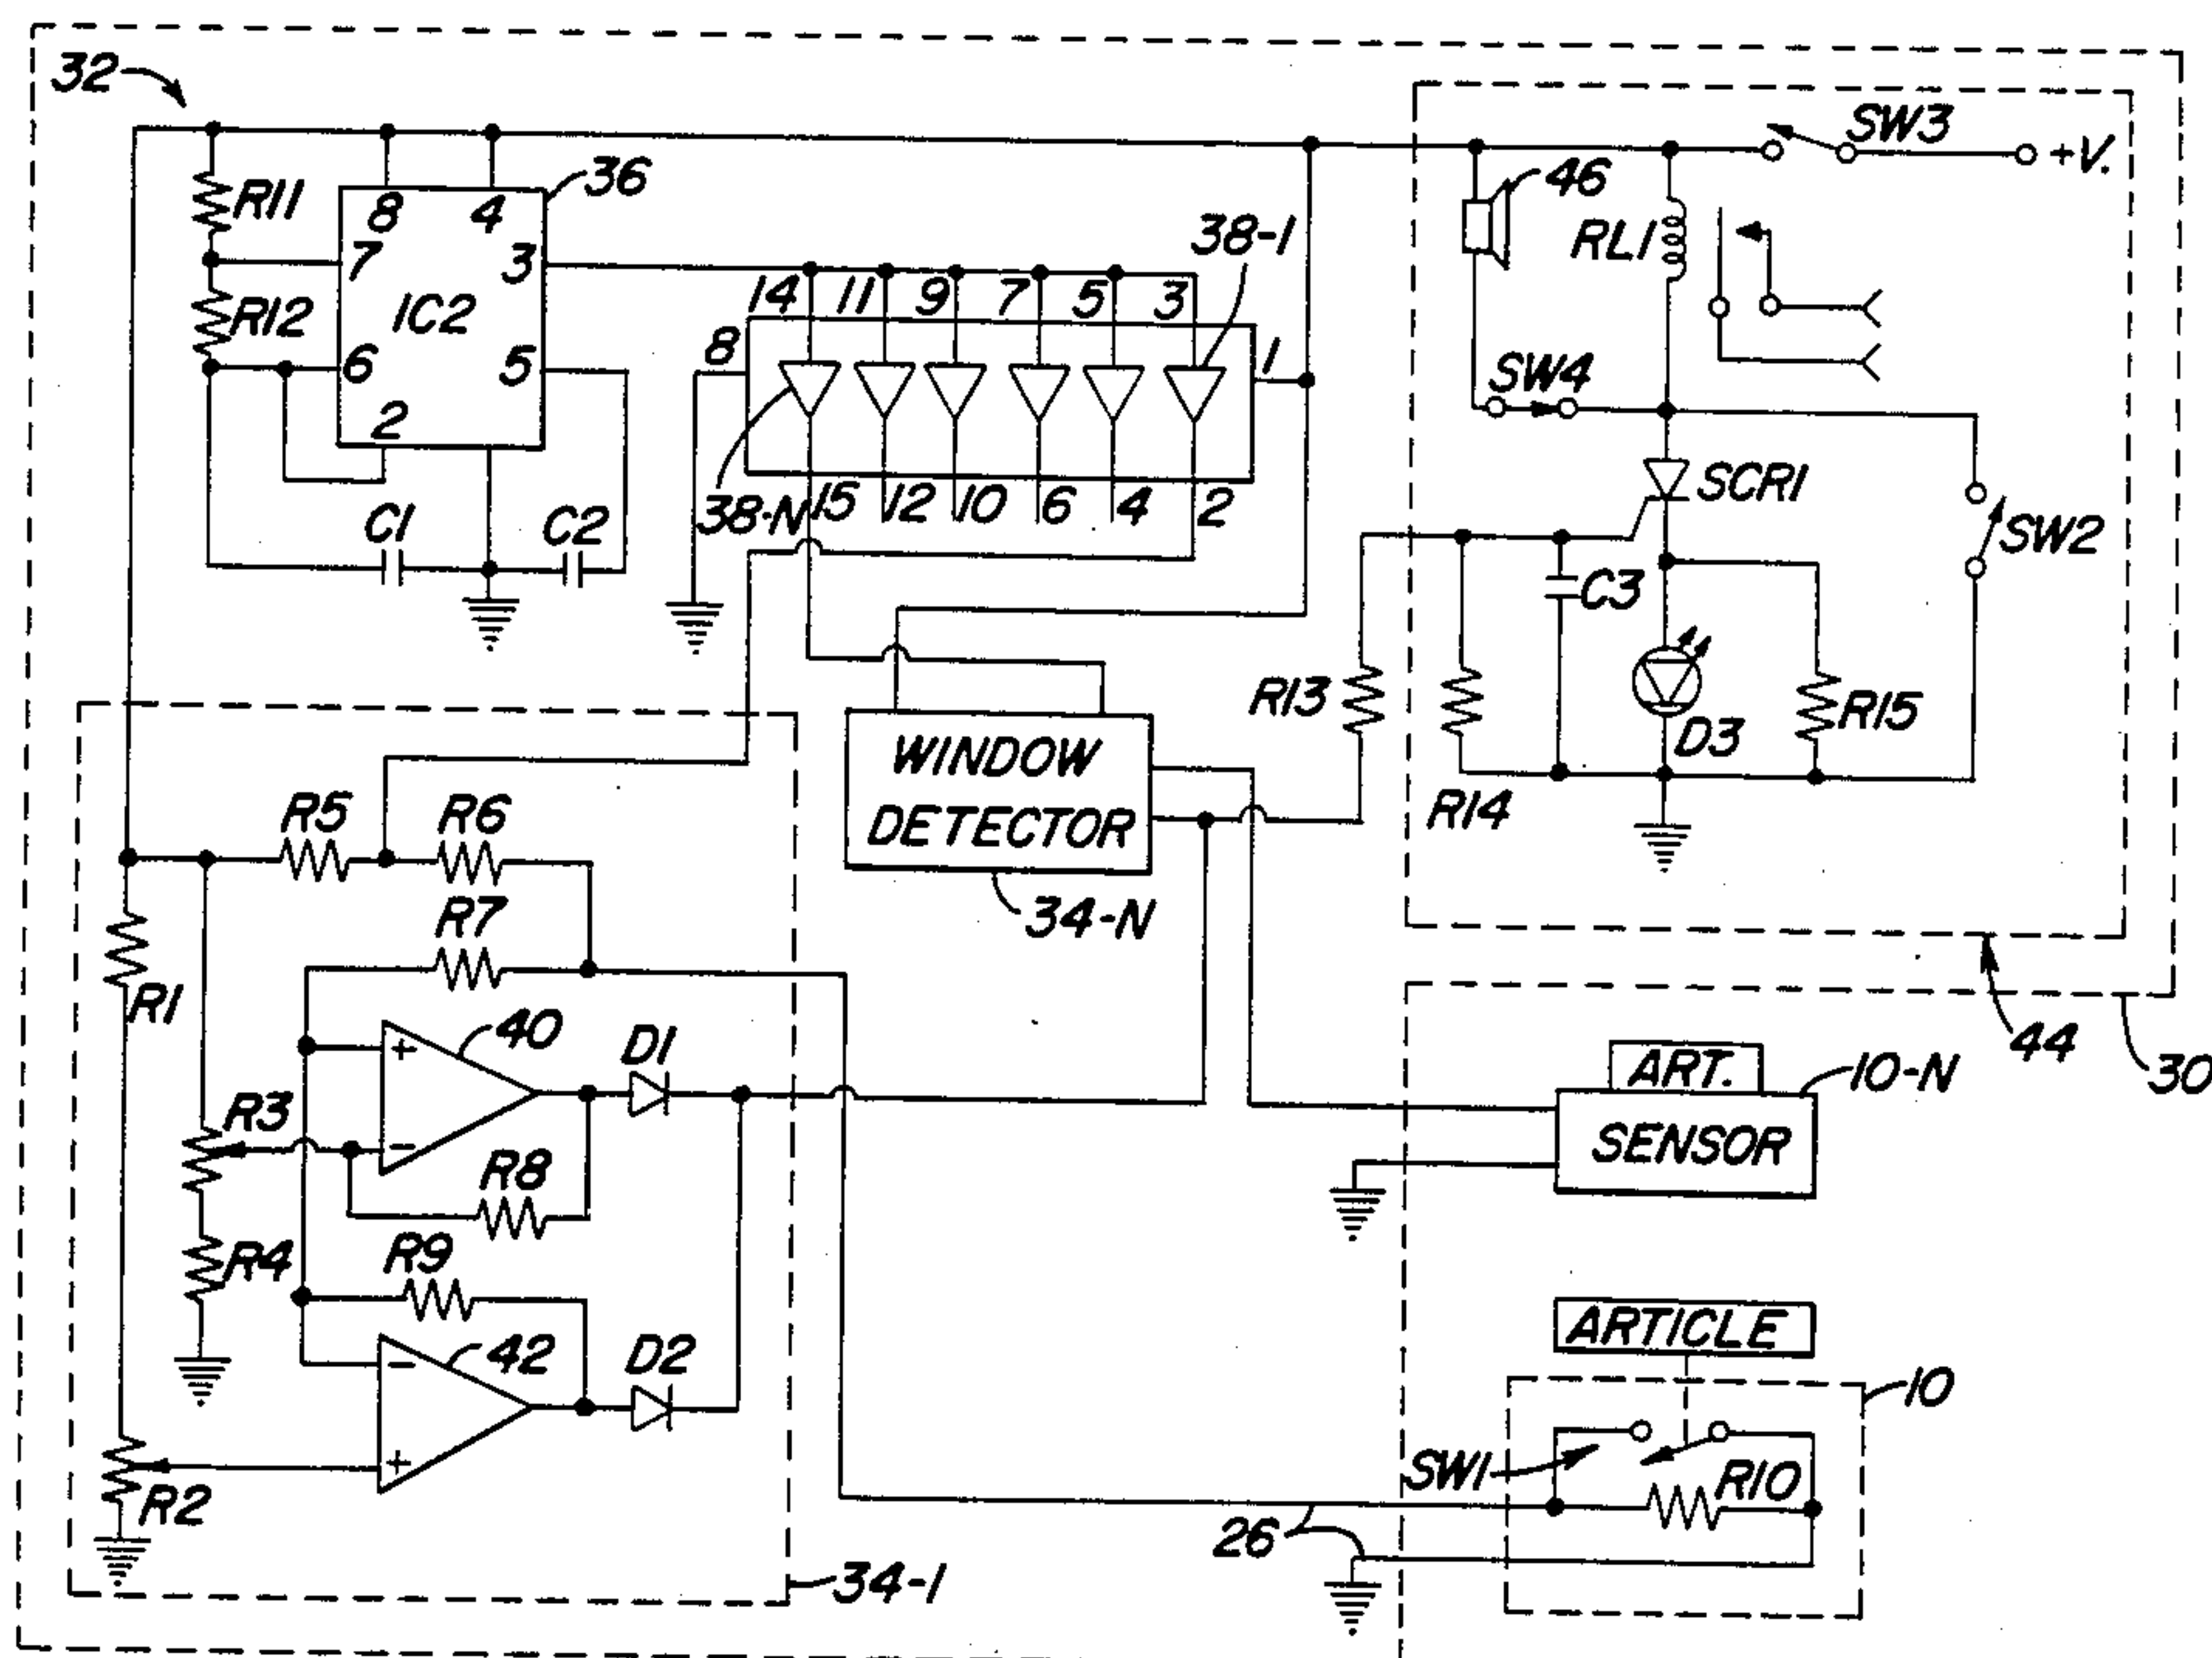 32
SW3
+V.
R11
8 4
36
46
38-1
RL1
7 3
IC2
14 11 9 7 5 3
R12
8
1
6 5
SW4
2
SCR1
38-N
15 12 10 6 4 2
C1 C2
SW2
C3
R13
WINDOW
DETECTOR
D3
R15
R14
R5 R6
R7
34-N
R1
40
+
D1
44
30
ART.
10-N
SENSOR
R3
-
R8
R4
R9
ARTICLE
42
-
D2
10
SW1
R10
+
R2
26
34-1